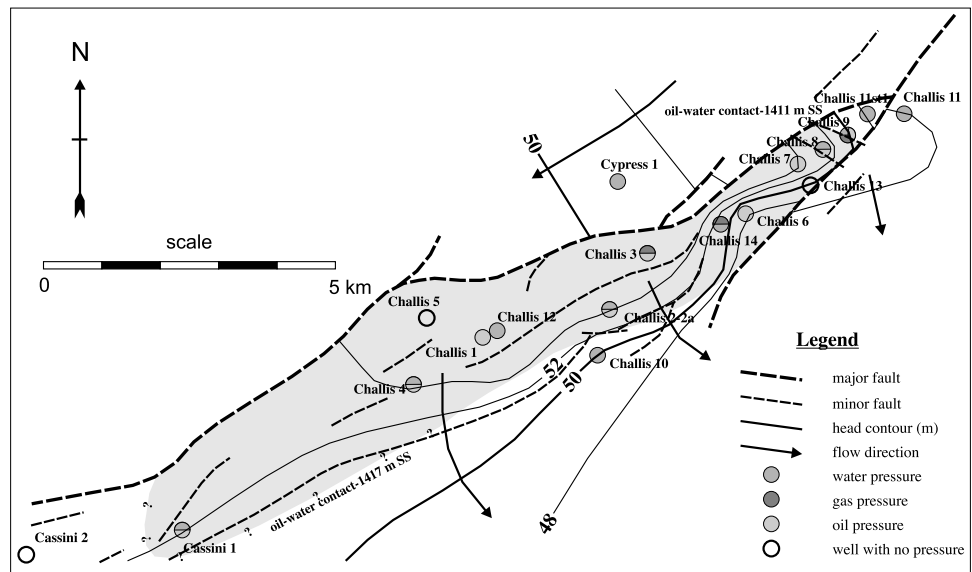 N
scale
0
5 km
50
oil-water contact-1411 m SS
Challis 11st1
Challis 11
Challis 9
Challis 8
Challis 7
Cypress 1
Challis 13
Challis 6
Challis 14
Challis 3
Challis 5
Challis 12
Challis 2-2a
Challis 1
Challis 10
Challis 4
52
50
48
?
?
?
?
?
?
?
?
oil-water contact-1417 m SS
Cassini 2
Cassini 1
Legend
major fault
minor fault
head contour (m)
flow direction
water pressure
gas pressure
oil pressure
well with no pressure